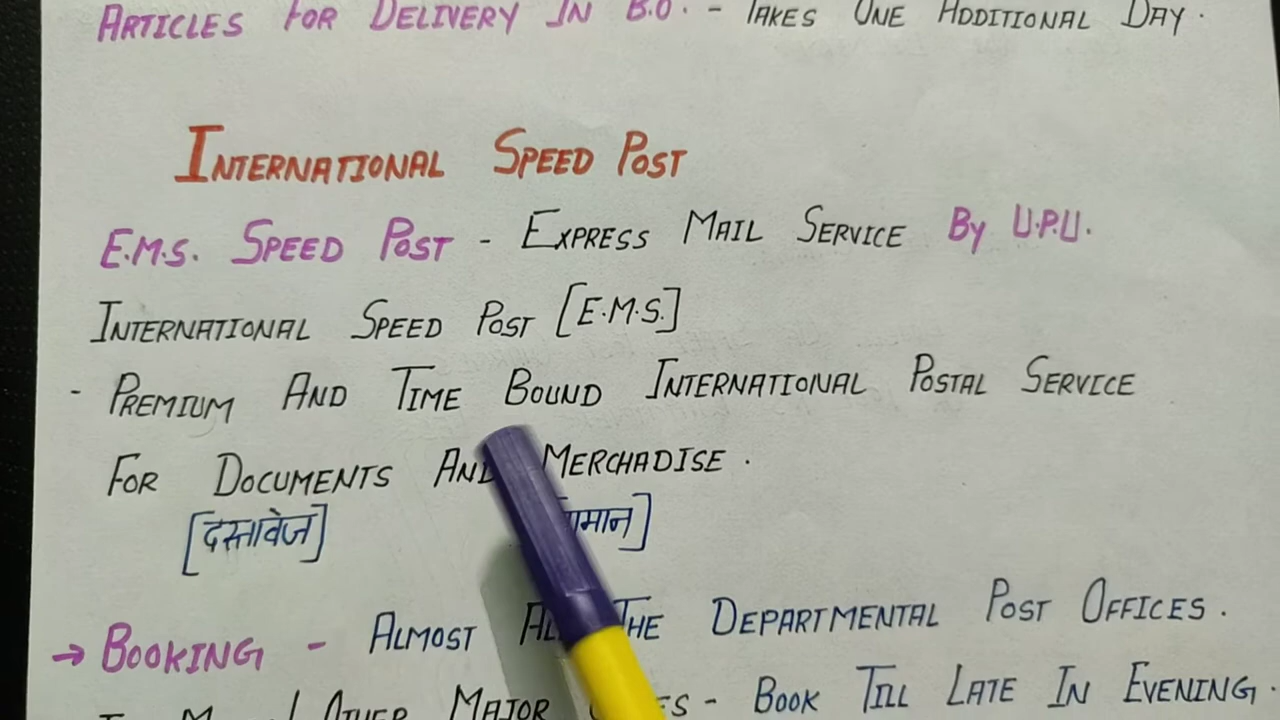 ARTICLES FOR DELIVERY IN B.O. - TAKES ONE ADDITIONAL DAY.
INTERNATIONAL SPEED POST
E.M.S. SPEED POST - EXPRESS MAIL SERVICE By U.P.U.
INTERNATIONAL SPEED POST [E.M.S.]
- PREMIUM AND TIME BOUND INTERNATIONAL POSTAL SERVICE
FOR DOCUMENTS AND MERCHADISE.
[दस्तावेज]
→ BOOKING - ALMOST THE DEPARTMENTAL POST OFFICES.
OTHER MAJOR - BOOK TILL LATE IN EVENING.